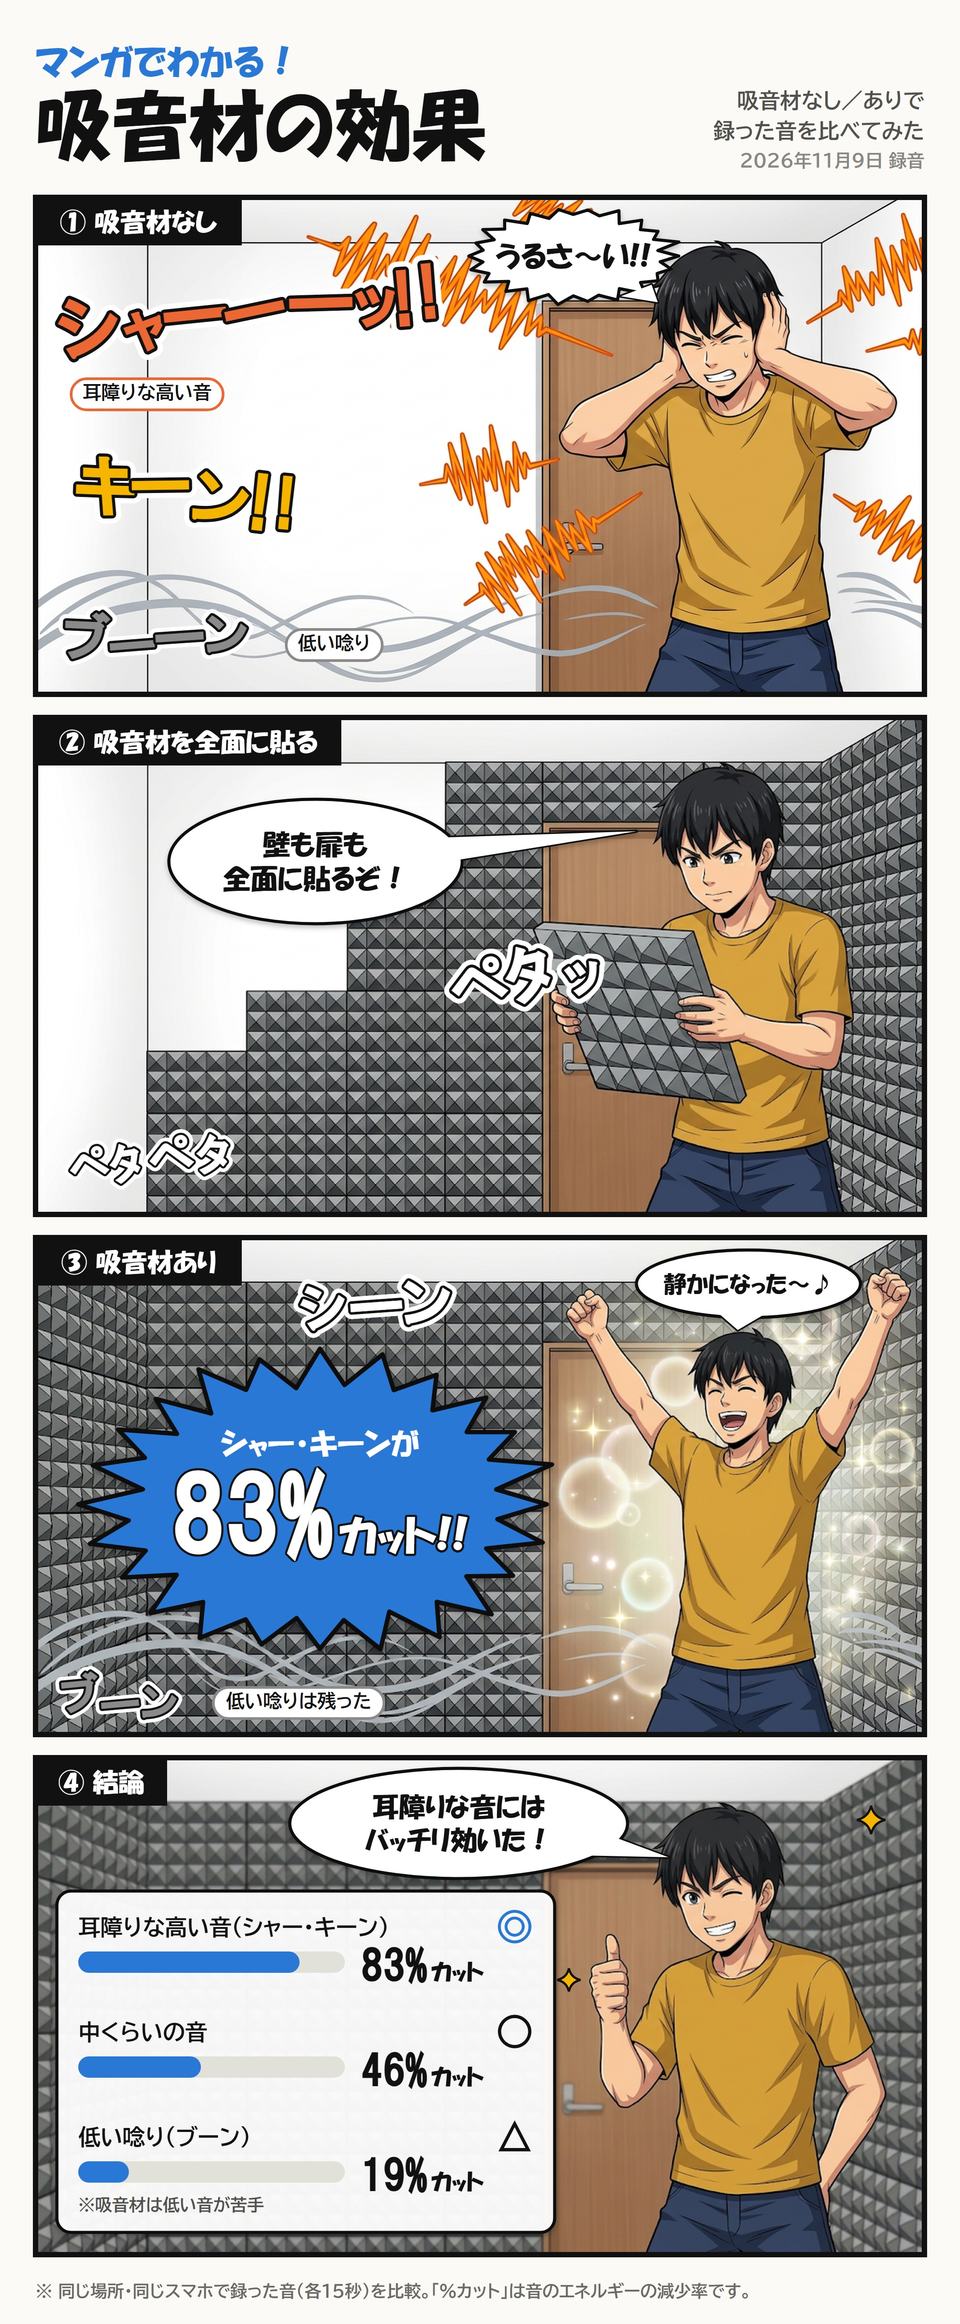 マンガでわかる！
吸音材の効果
吸音材なし／ありで
録った音を比べてみた
2026年11月9日 録音
① 吸音材なし
うるさ〜い!!
シャーーーッ!!
耳障りな高い音
キーン!!
ブーーン
低い唸り
② 吸音材を全面に貼る
壁も扉も
全面に貼るぞ！
ペタッ
ペタペタ
③ 吸音材あり
シーン
静かになった〜♪
シャー・キーンが
83%カット!!
ブーン
低い唸りは残った
④ 結論
耳障りな音には
バッチリ効いた！
耳障りな高い音（シャー・キーン） ◎
83%カット
中くらいの音 ○
46%カット
低い唸り（ブーン） △
19%カット
※吸音材は低い音が苦手
※ 同じ場所・同じスマホで録った音（各15秒）を比較。「%カット」は音のエネルギーの減少率です。